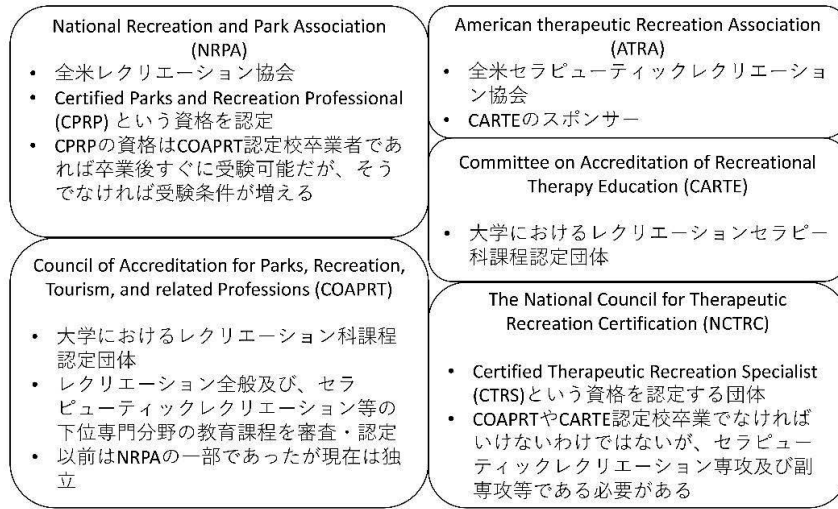 National Recreation and Park Association
(NRPA)
• 全米レクリエーション協会
• Certified Parks and Recreation Professional
(CPRP) という資格を認定
• CPRPの資格はCOAPRT認定校卒業者であ
れば卒業後すぐに受験可能だが、そう
でなければ受験条件が増える
Council of Accreditation for Parks, Recreation,
Tourism, and related Professions (COAPRT)
• 大学におけるレクリエーション科課程
認定団体
• レクリエーション全般及び、セラ
ピューティックレクリエーション等の
下位専門分野の教育課程を審査・認定
• 以前はNRPAの一部であったが現在は独
立
American therapeutic Recreation Association
(ATRA)
• 全米セラピューティックレクリエーショ
ン協会
• CARTEのスポンサー
Committee on Accreditation of Recreational
Therapy Education (CARTE)
• 大学におけるレクリエーションセラピー
科課程認定団体
The National Council for Therapeutic
Recreation Certification (NCTRC)
• Certified Therapeutic Recreation Specialist
(CTRS)という資格を認定する団体
• COAPRTやCARTE認定校卒業でなければ
いけないわけではないが、セラピュー
ティックレクリエーション専攻及び副
専攻等である必要がある